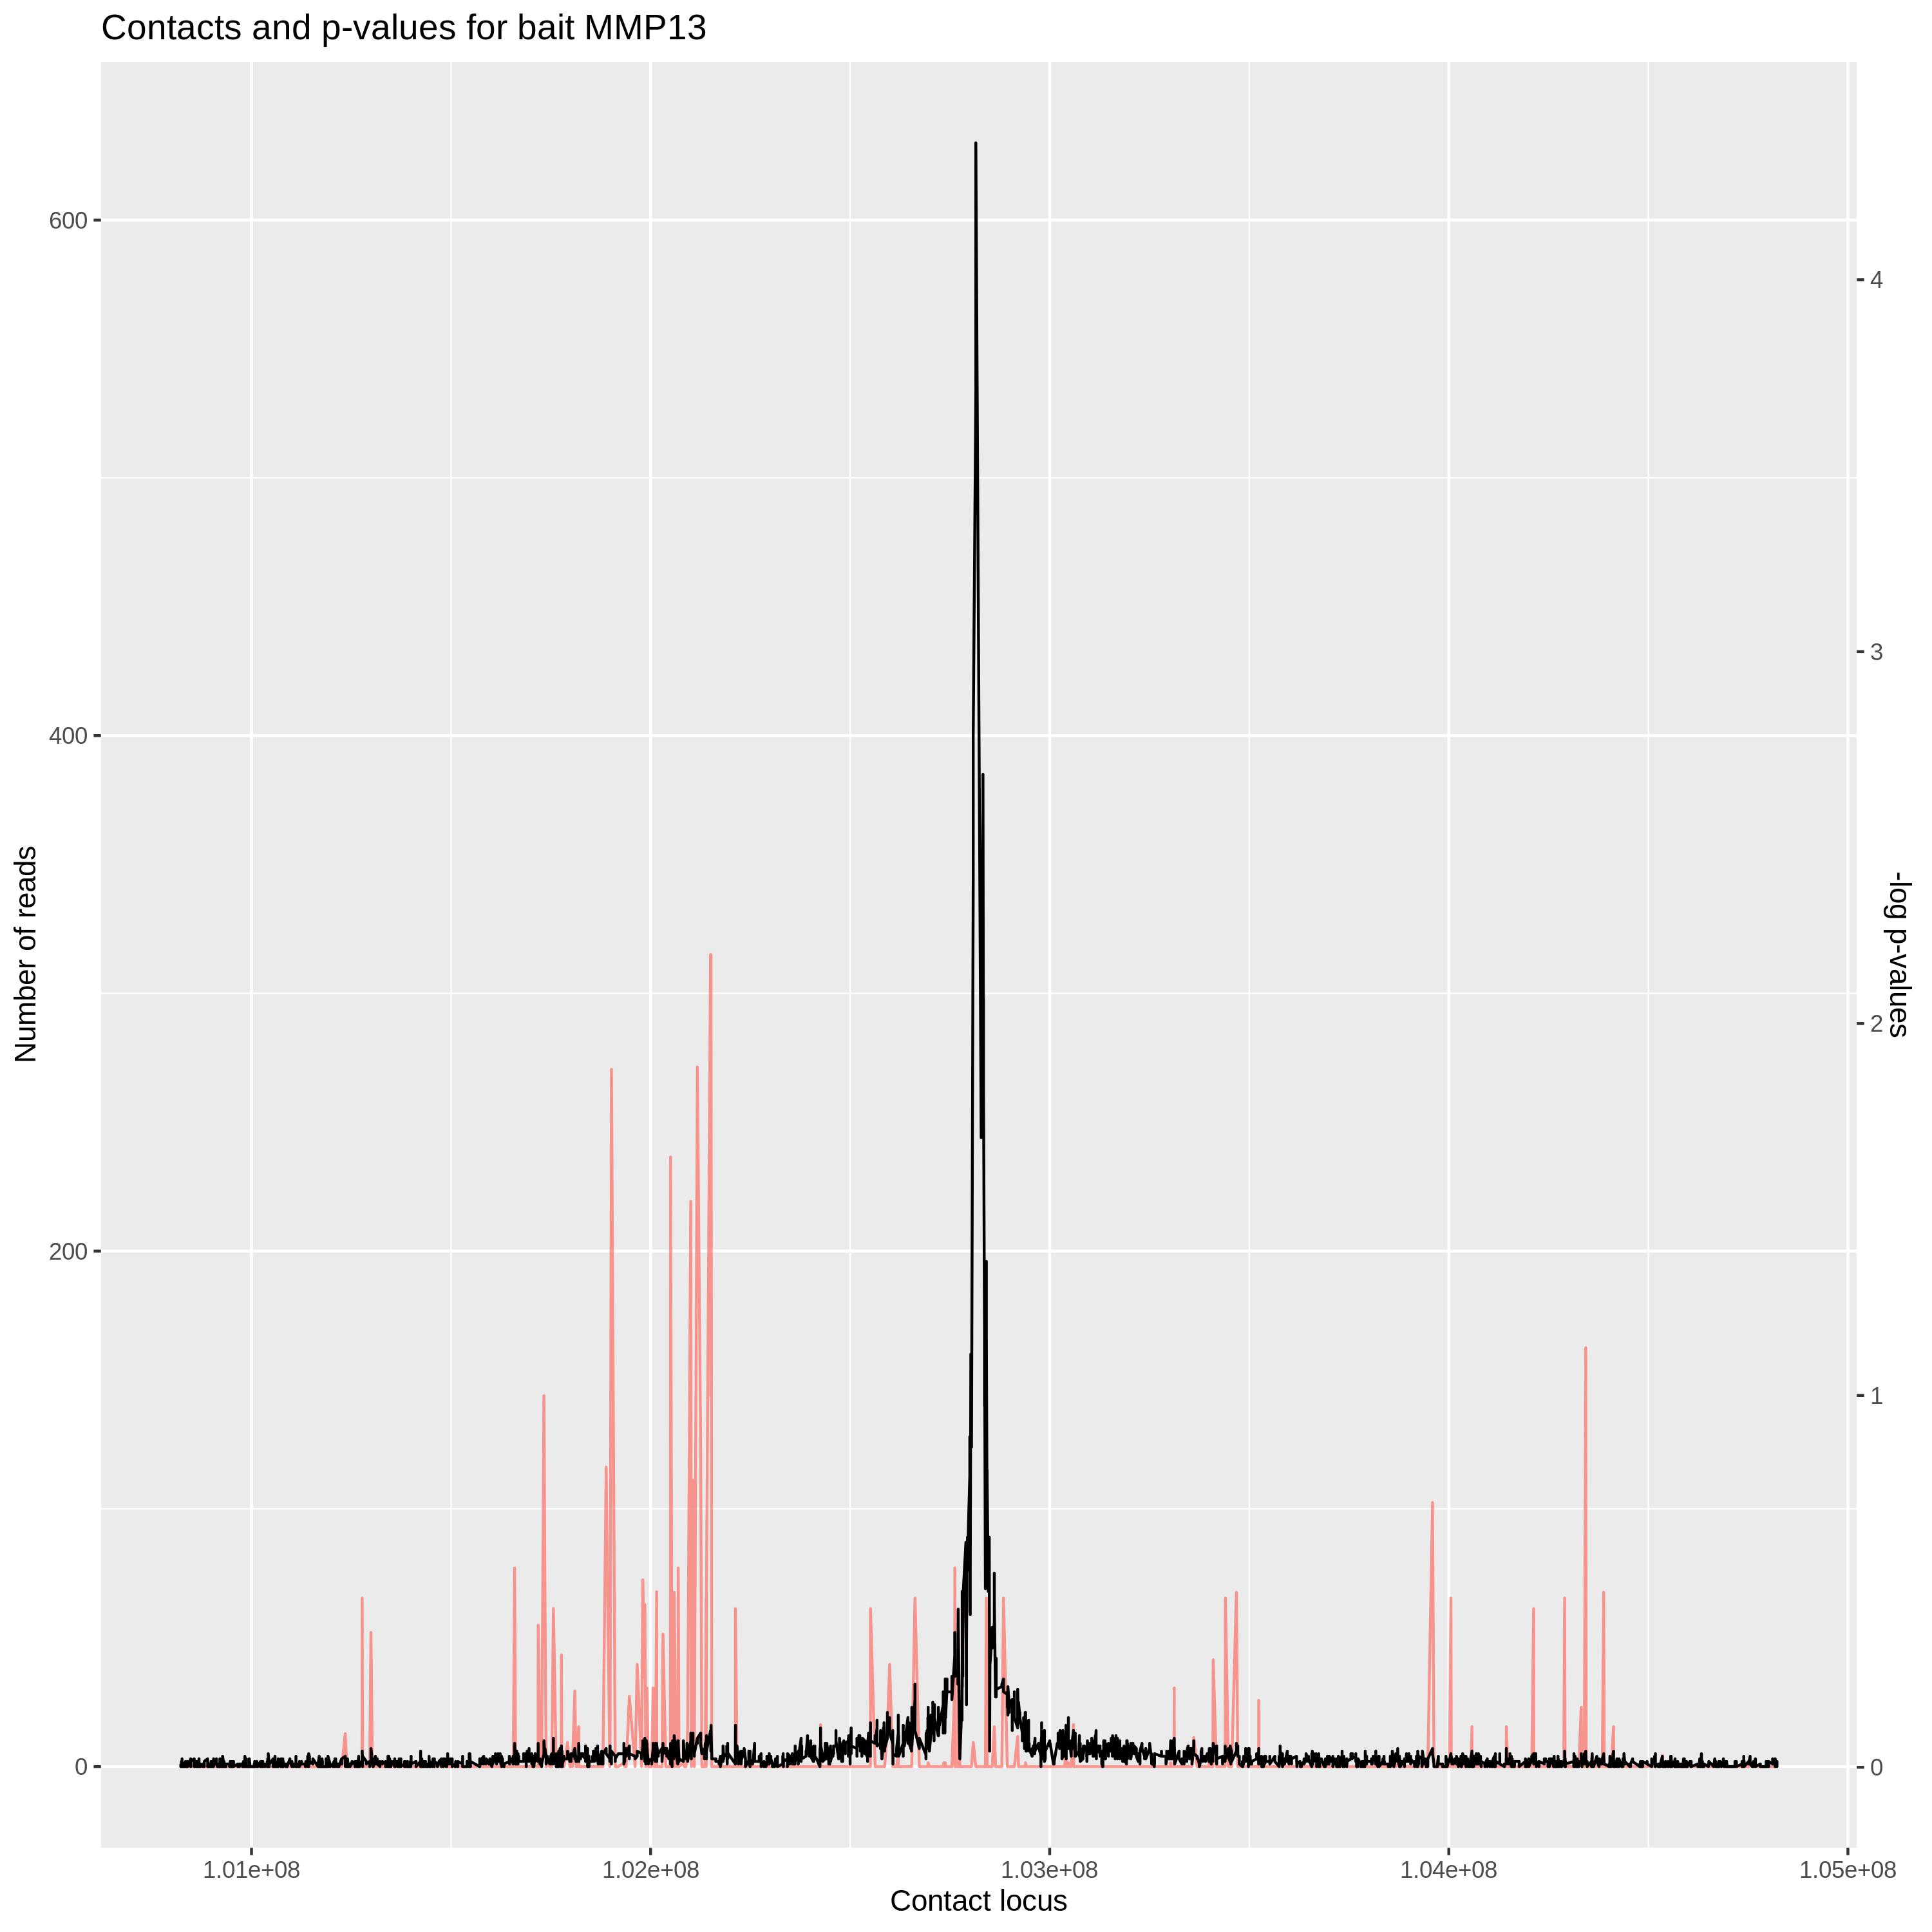 Contacts and p-values for bait MMP13
600
400
200
0
Number of reads
4
3
2
1
0
-log p-values
1.01e+08
1.02e+08
1.03e+08
1.04e+08
1.05e+08
Contact locus